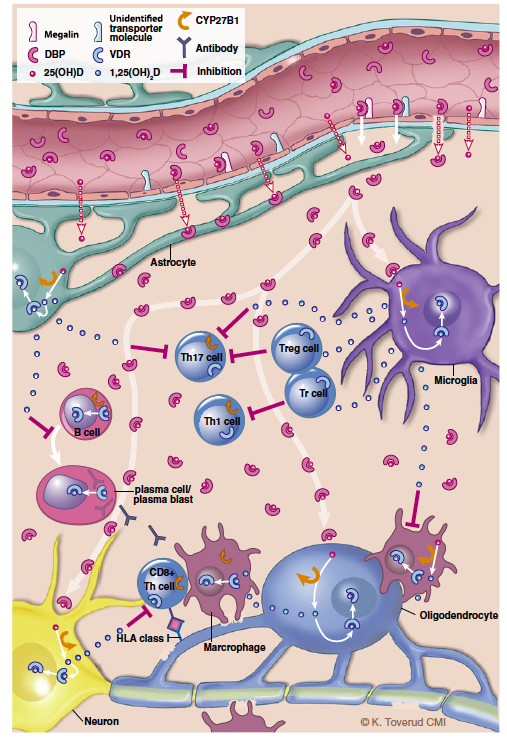 Megalin
Unidentified
transporter
molecule
CYP27B1
Antibody
DBP
VDR
25(OH)D
1,25(OH)2D
Inhibition
Astrocyte
Th17 cell
Treg cell
Tr cell
Th1 cell
Microglia
B cell
plasma cell/
plasma blast
CD8+
Th cell
HLA class I
Marcrophage
Oligodendrocyte
Neuron
© K. Toverud CMI